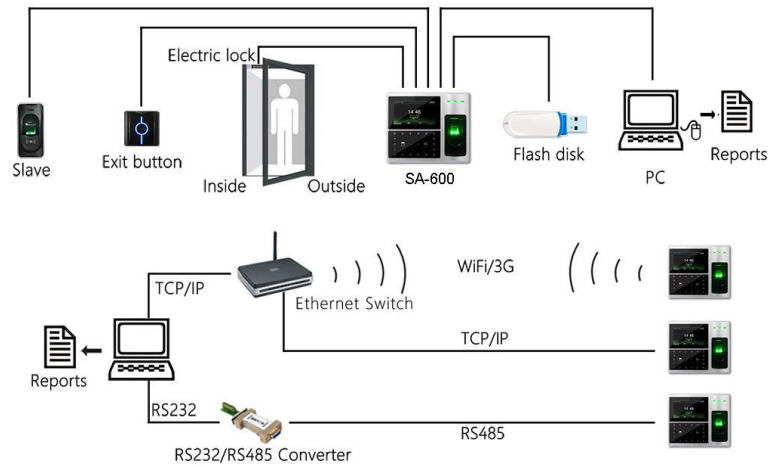 Electric lock
Slave
Exit button
Inside
Outside
SA-600
Flash disk
PC
Reports
WiFi/3G
TCP/IP
Ethernet Switch
TCP/IP
Reports
RS232
RS485
RS232/RS485 Converter